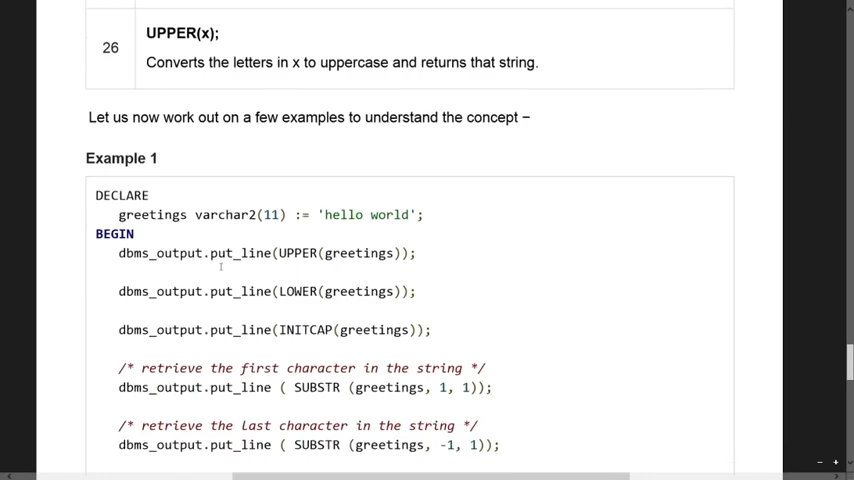 26
UPPER(x);
Converts the letters in x to uppercase and returns that string.
Let us now work out on a few examples to understand the concept −
Example 1
DECLARE
greetings varchar2(11) := 'hello world';
BEGIN
dbms_output.put_line(UPPER(greetings));
dbms_output.put_line(LOWER(greetings));
dbms_output.put_line(INITCAP(greetings));
/* retrieve the first character in the string */
dbms_output.put_line ( SUBSTR (greetings, 1, 1));
/* retrieve the last character in the string */
dbms_output.put_line ( SUBSTR (greetings, -1, 1));